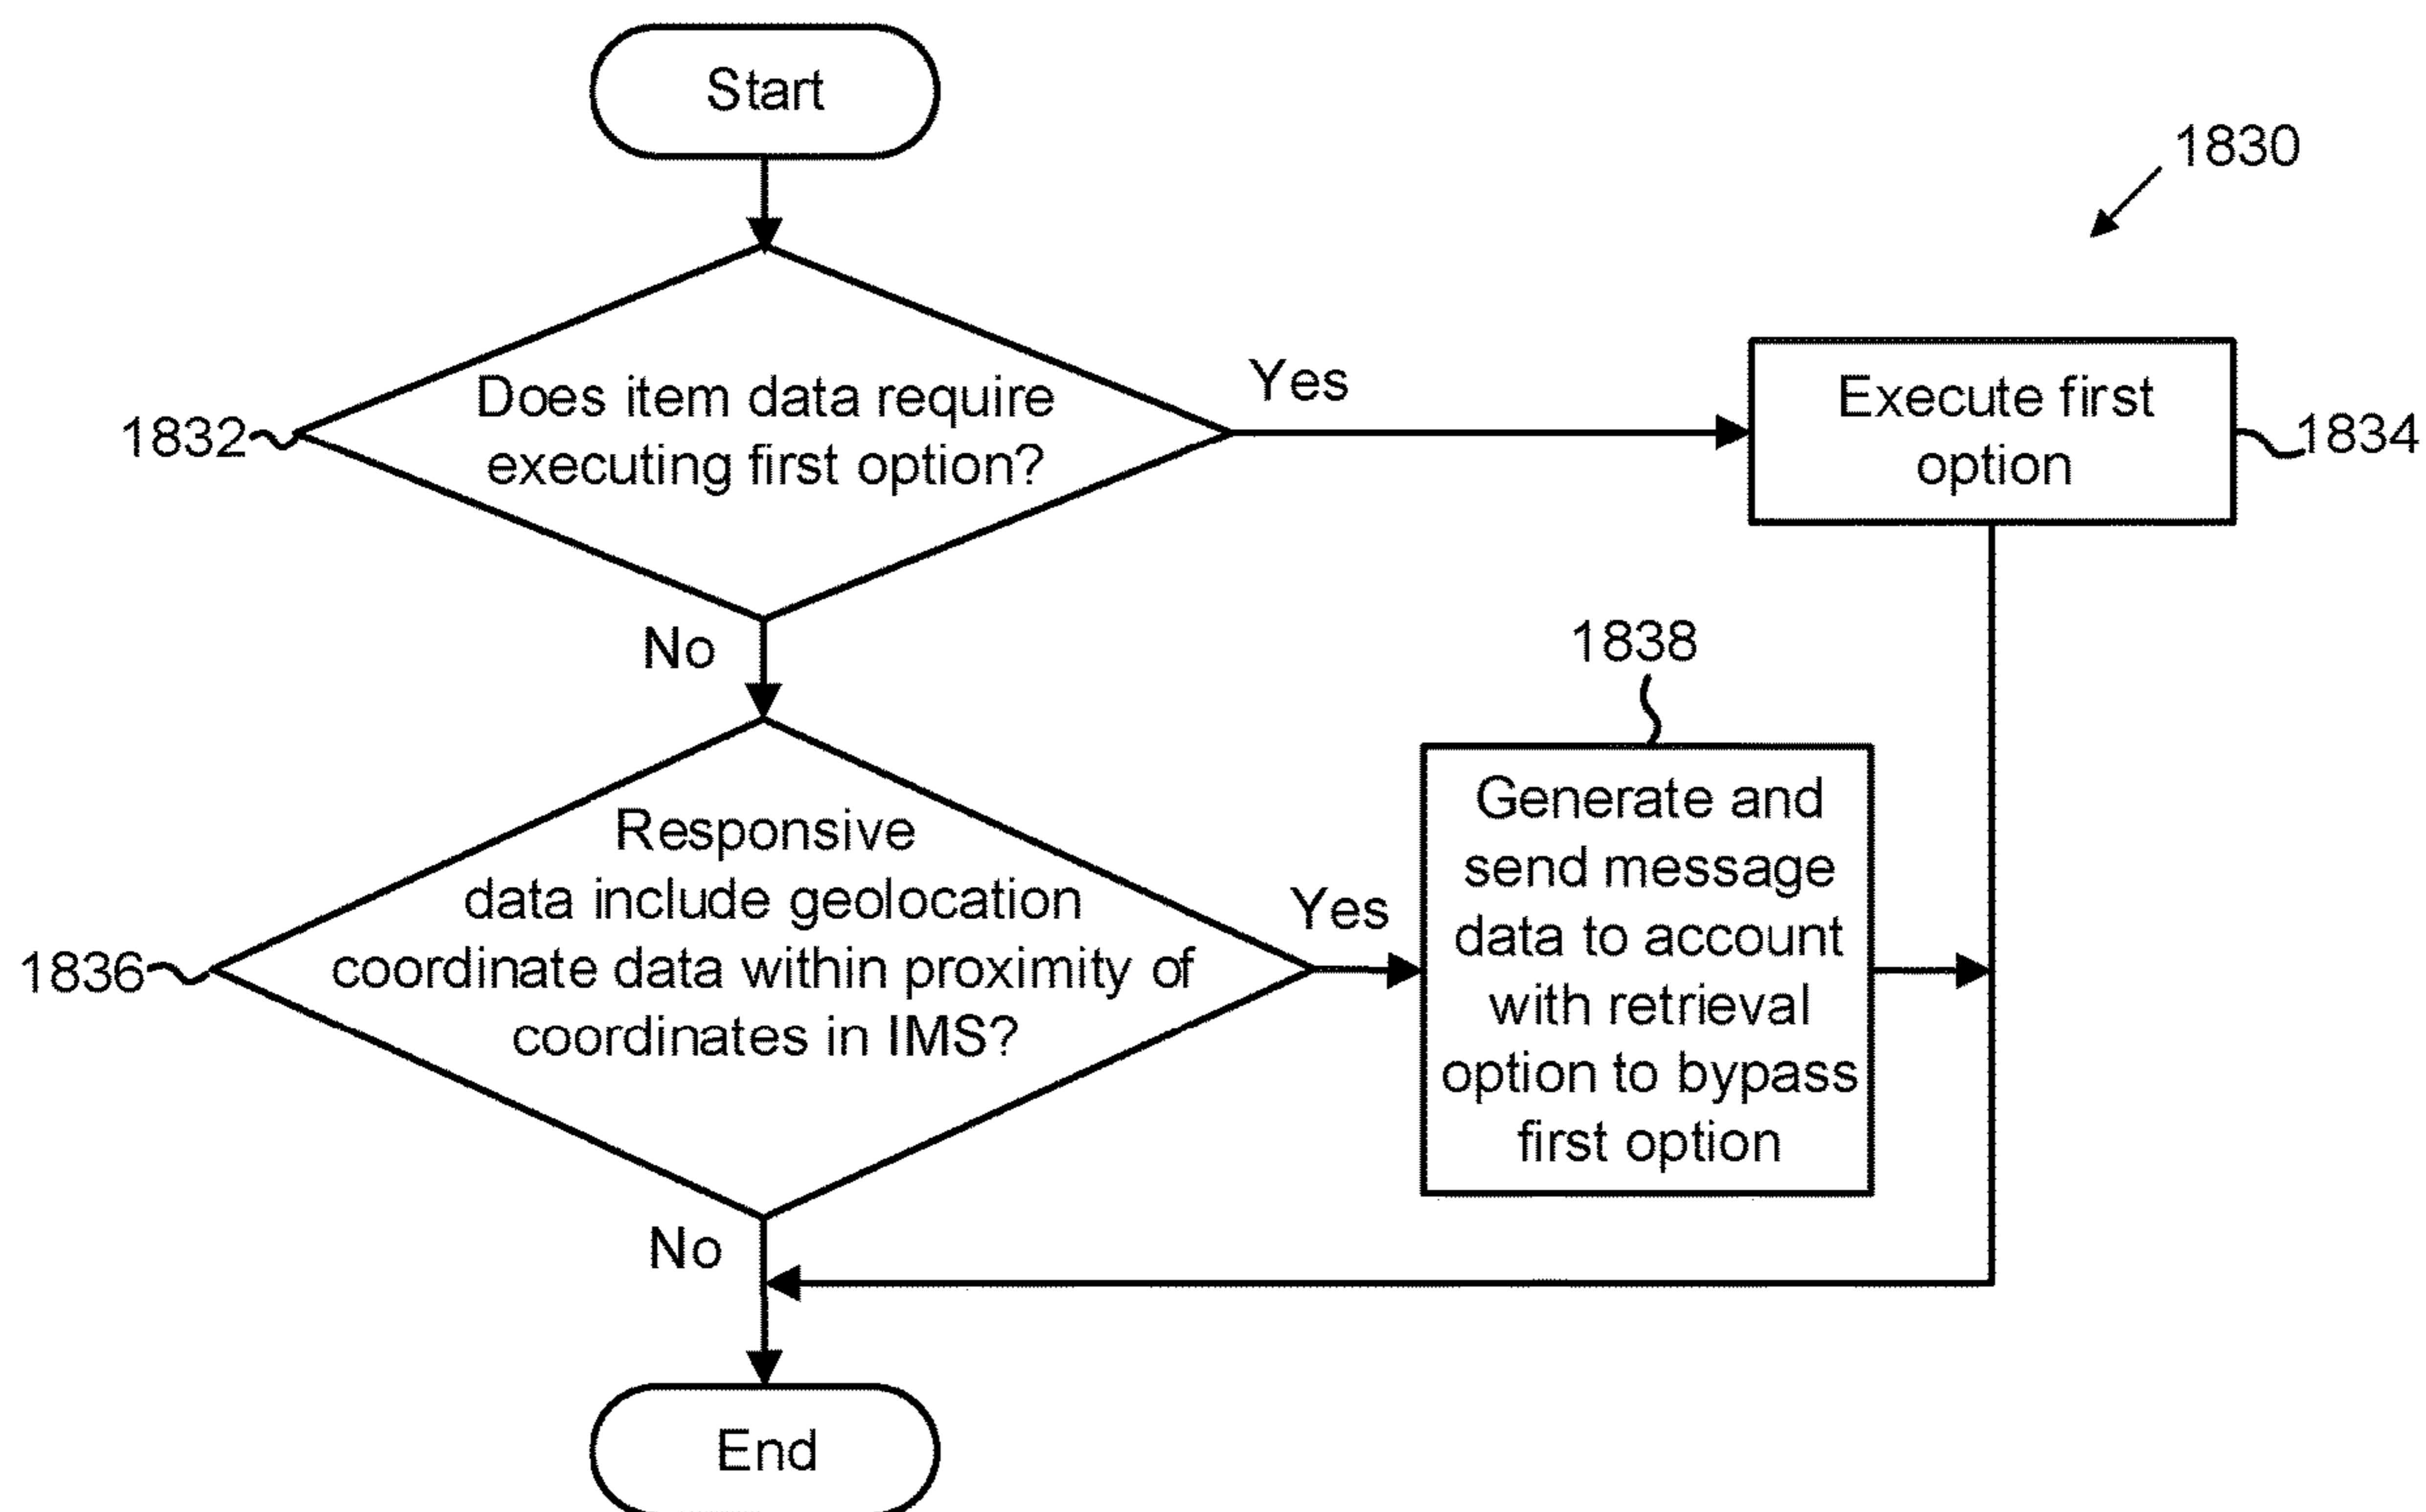 Start
1830
1832
Does item data require
executing first option?
Yes
Execute first
option
1834
No
1838
1836
Responsive
data include geolocation
coordinate data within proximity of
coordinates in IMS?
Yes
Generate and
send message
data to account
with retrieval
option to bypass
first option
No
End